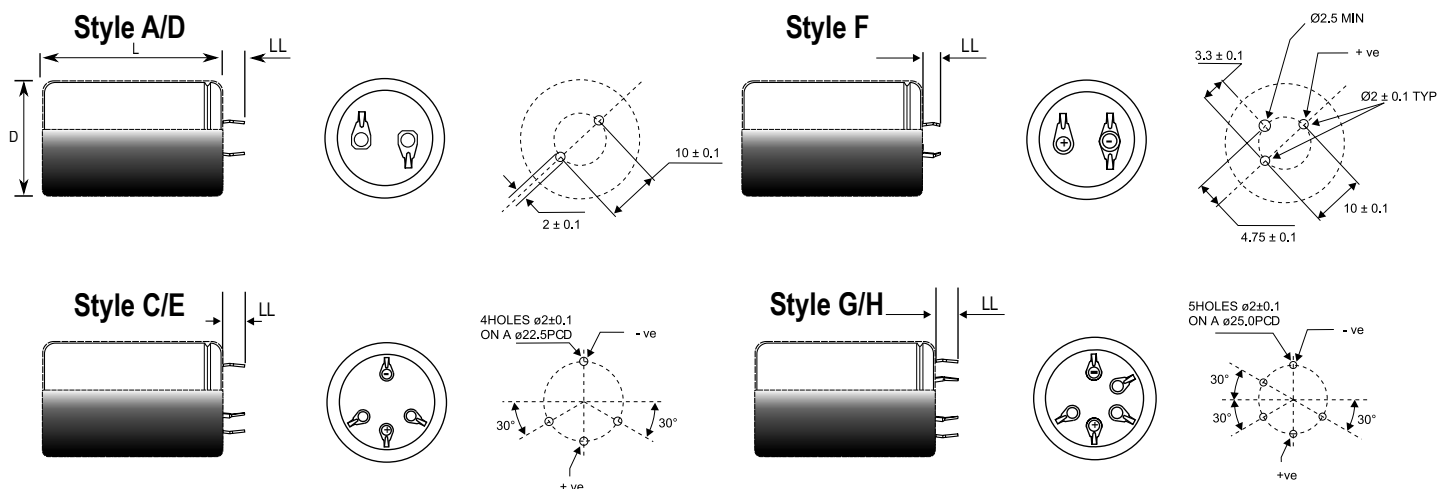 Style A/D
L
LL
D
10 ± 0.1
2 ± 0.1
Style F
LL
Ø2.5 MIN
3.3 ± 0.1
+ ve
Ø2 ± 0.1 TYP
10 ± 0.1
4.75 ± 0.1
+
-
Style C/E
LL
4HOLES ø2±0.1
ON A ø22.5PCD
- ve
30°
30°
+ ve
-
+
Style G/H
LL
5HOLES ø2±0.1
ON A ø25.0PCD
- ve
30°
30°
30°
+ve
-
+